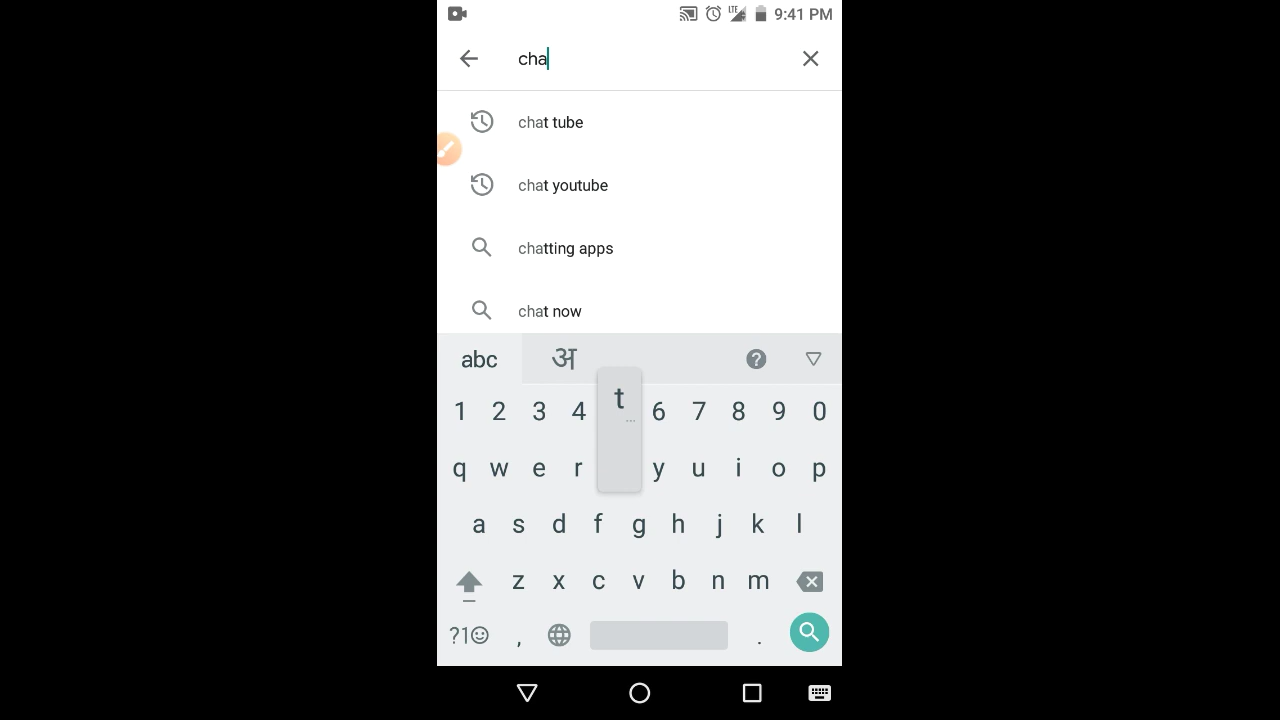 LTE 9:41 PM
cha
chat tube
chat youtube
chatting apps
chat now
abc अ
t
1 2 3 4 6 7 8 9 0
q w e r y u i o p
a s d f g h j k l
z x c v b n m
?1☺ , .